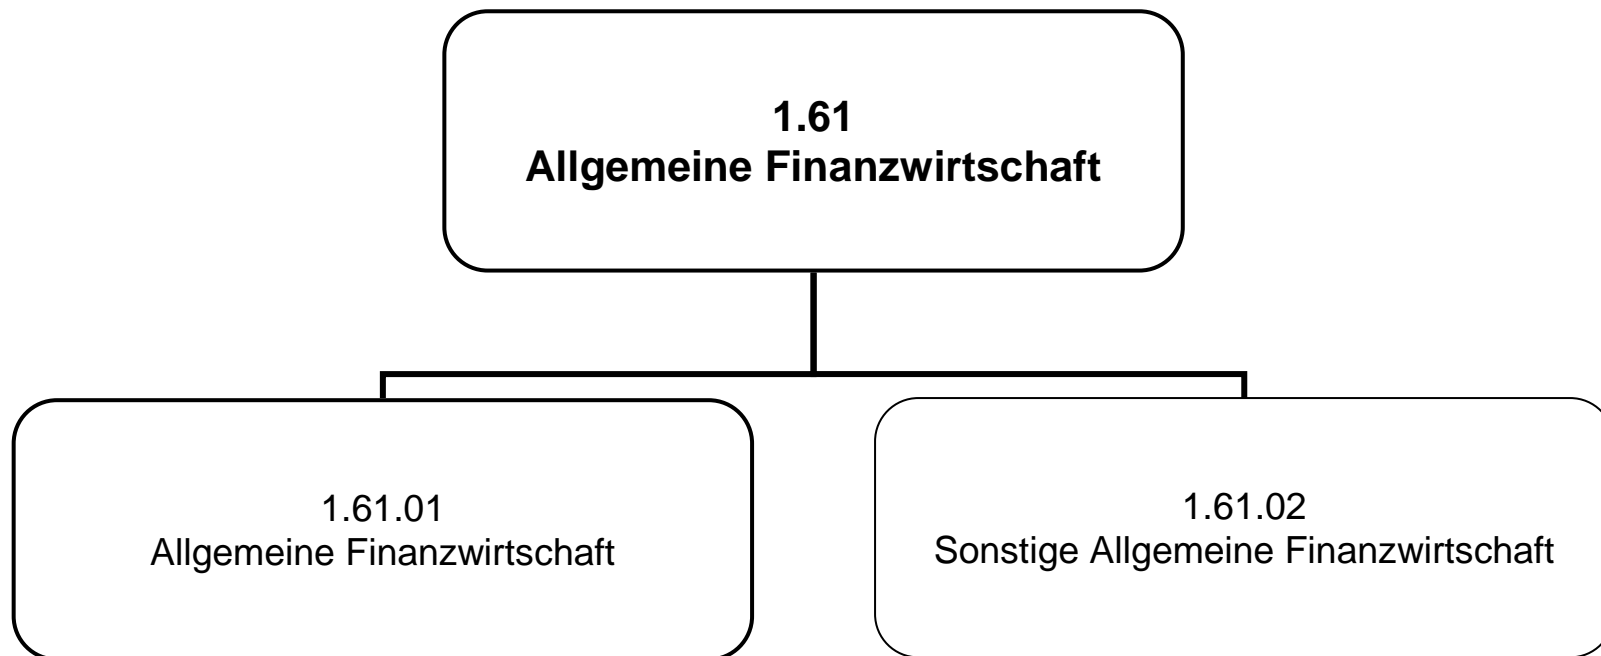 1.61
Allgemeine Finanzwirtschaft
1.61.01
Allgemeine Finanzwirtschaft
1.61.02
Sonstige Allgemeine Finanzwirtschaft